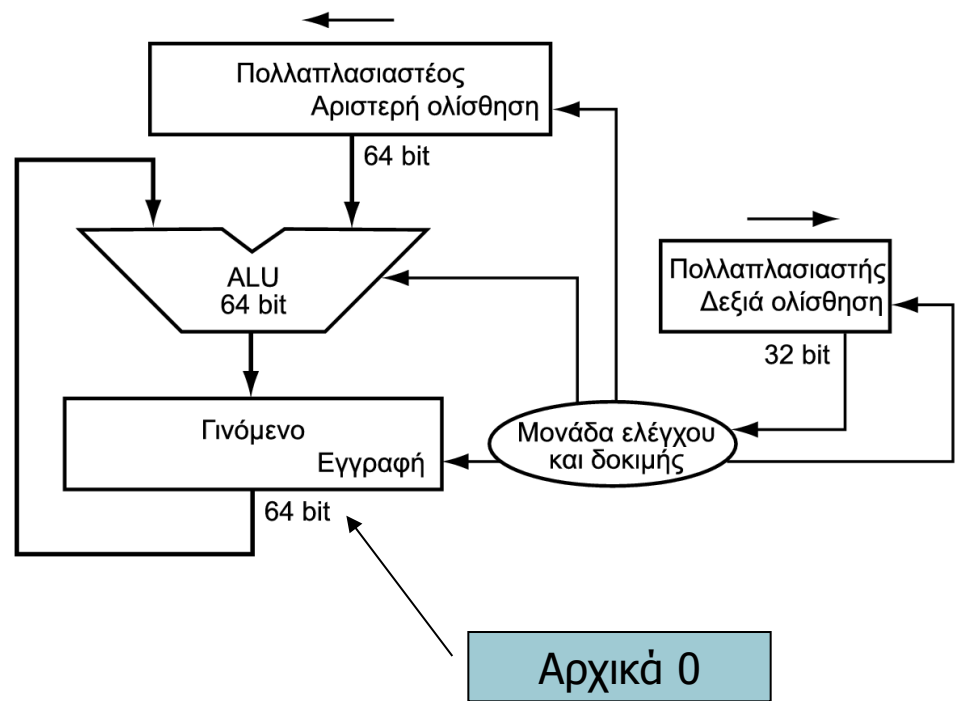 Πολλαπλασιαστέος
Αριστερή ολίσθηση
64 bit
ALU
64 bit
Πολλαπλασιαστής
Δεξιά ολίσθηση
32 bit
Γινόμενο
Εγγραφή
64 bit
Μονάδα ελέγχου
και δοκιμής
Αρχικά 0